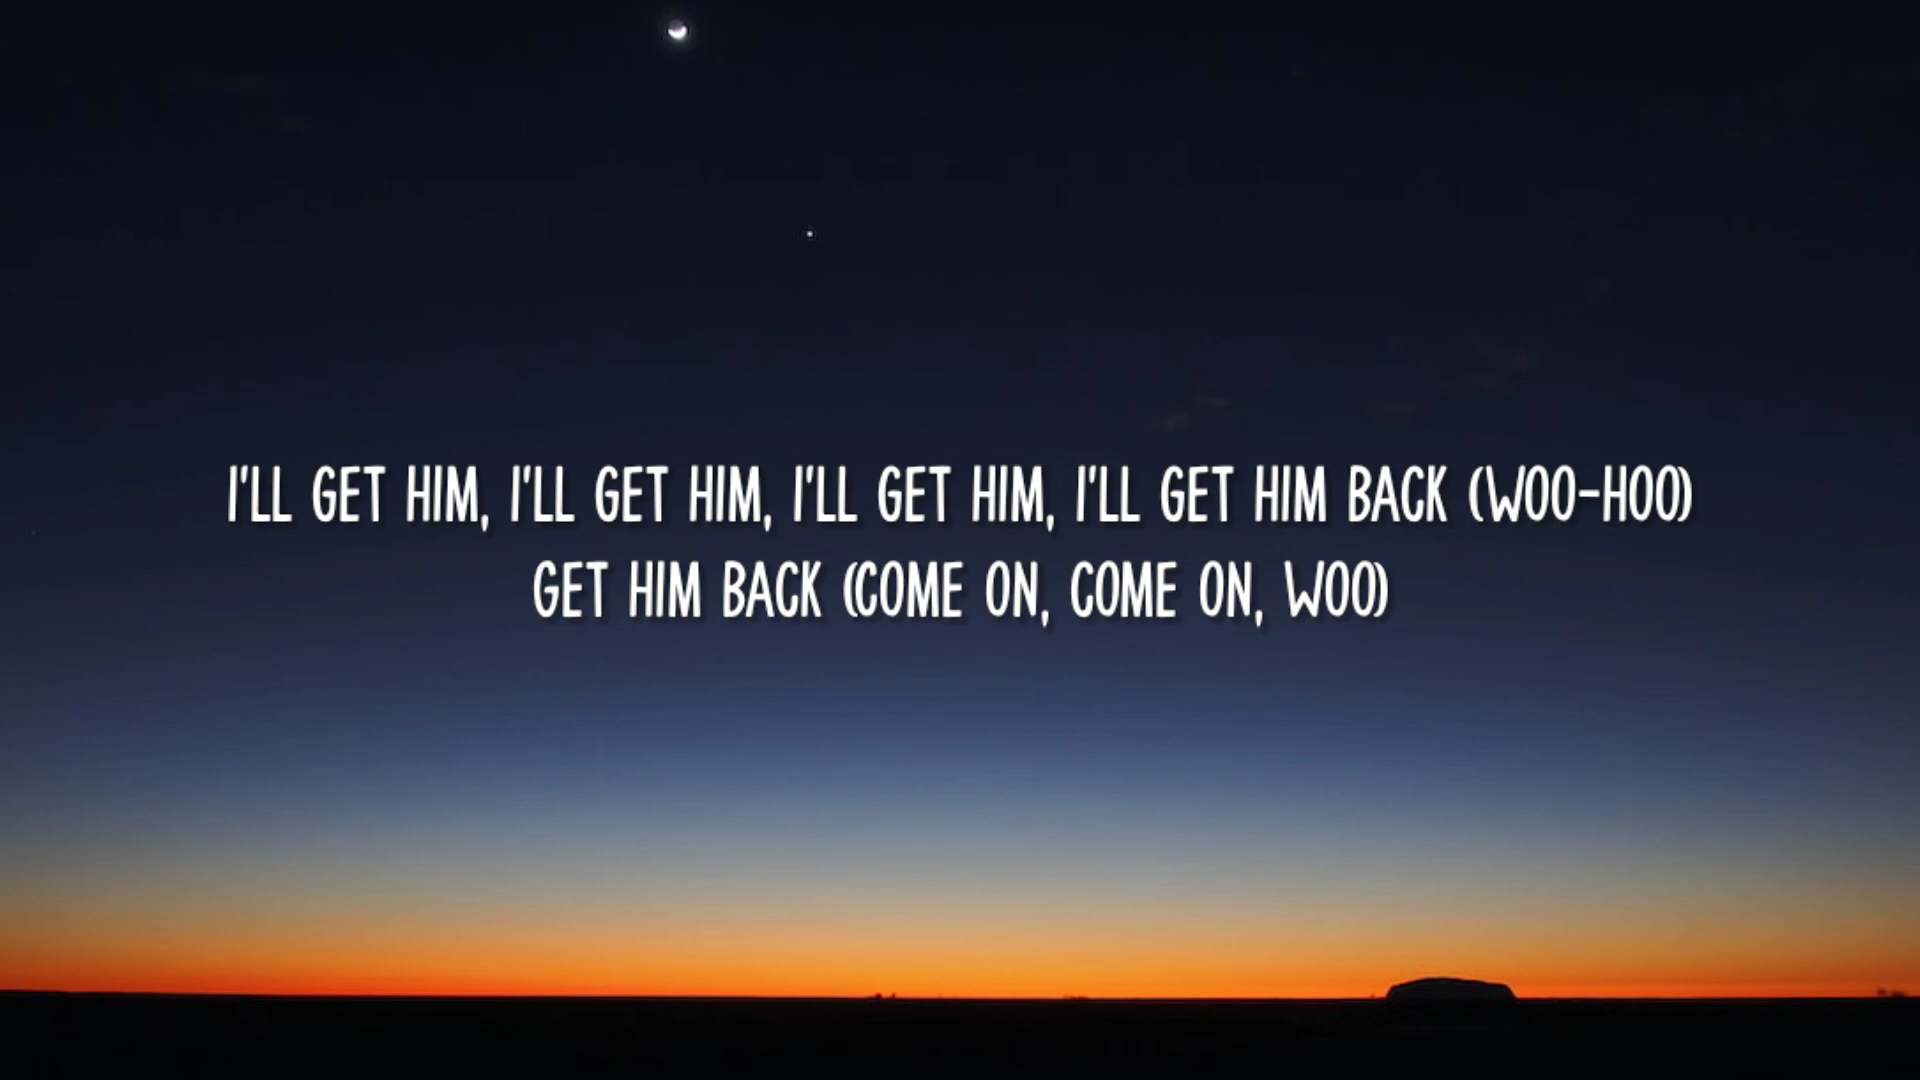 I'LL GET HIM, I'LL GET HIM, I'LL GET HIM, I'LL GET HIM BACK (WOO-HOO)
GET HIM BACK (COME ON, COME ON, WOO)